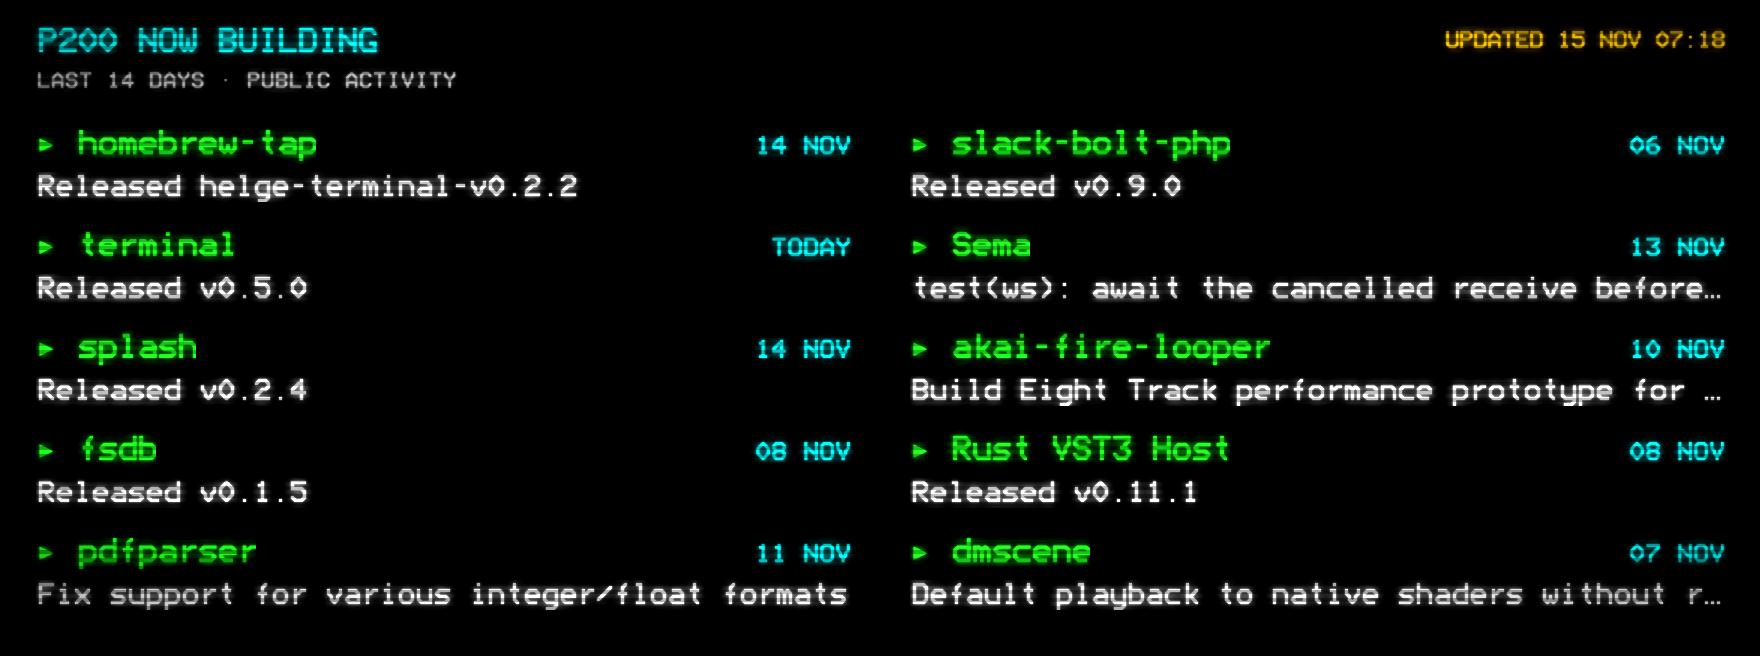 P200 NOW BUILDING
UPDATED 15 NOV 07:18
LAST 14 DAYS · PUBLIC ACTIVITY
► homebrew-tap 14 NOV
Released helge-terminal-v0.2.2
► terminal TODAY
Released v0.5.0
► splash 14 NOV
Released v0.2.4
► fsdb 08 NOV
Released v0.1.5
► pdfparser 11 NOV
Fix support for various integer/float formats
► slack-bolt-php 06 NOV
Released v0.9.0
► Sema 13 NOV
test(ws): await the cancelled receive before…
► akai-fire-looper 10 NOV
Build Eight Track performance prototype for …
► Rust VST3 Host 08 NOV
Released v0.11.1
► dmscene 07 NOV
Default playback to native shaders without r…